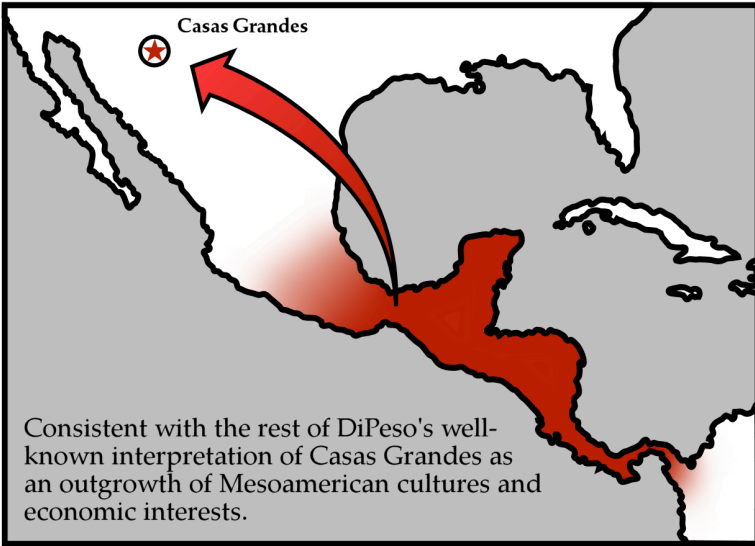 Casas Grandes
Consistent with the rest of DiPeso's well-
known interpretation of Casas Grandes as
an outgrowth of Mesoamerican cultures and
economic interests.